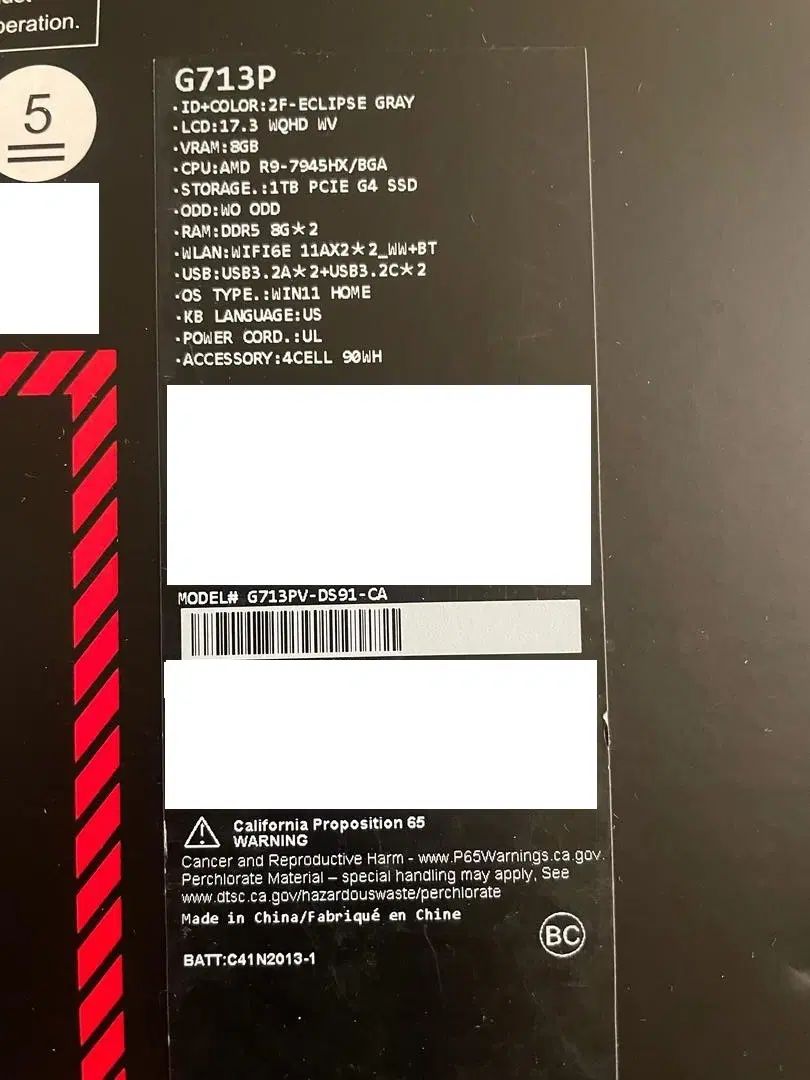 peration.
5
G713P
·ID+COLOR:2F-ECLIPSE GRAY
·LCD:17.3 WQHD WV
·VRAM:8GB
·CPU:AMD R9-7945HX/BGA
·STORAGE.:1TB PCIE G4 SSD
·ODD:WO ODD
·RAM:DDR5 8G*2
·WLAN:WIFI6E 11AX2*2_WW+BT
·USB:USB3.2A*2+USB3.2C*2
·OS TYPE.:WIN11 HOME
·KB LANGUAGE:US
·POWER CORD.:UL
·ACCESSORY:4CELL 90WH
MODEL# G713PV-DS91-CA
California Proposition 65
WARNING
Cancer and Reproductive Harm - www.P65Warnings.ca.gov.
Perchlorate Material – special handling may apply, See
www.dtsc.ca.gov/hazardouswaste/perchlorate
Made in China/Fabriqué en Chine
BC
BATT:C41N2013-1